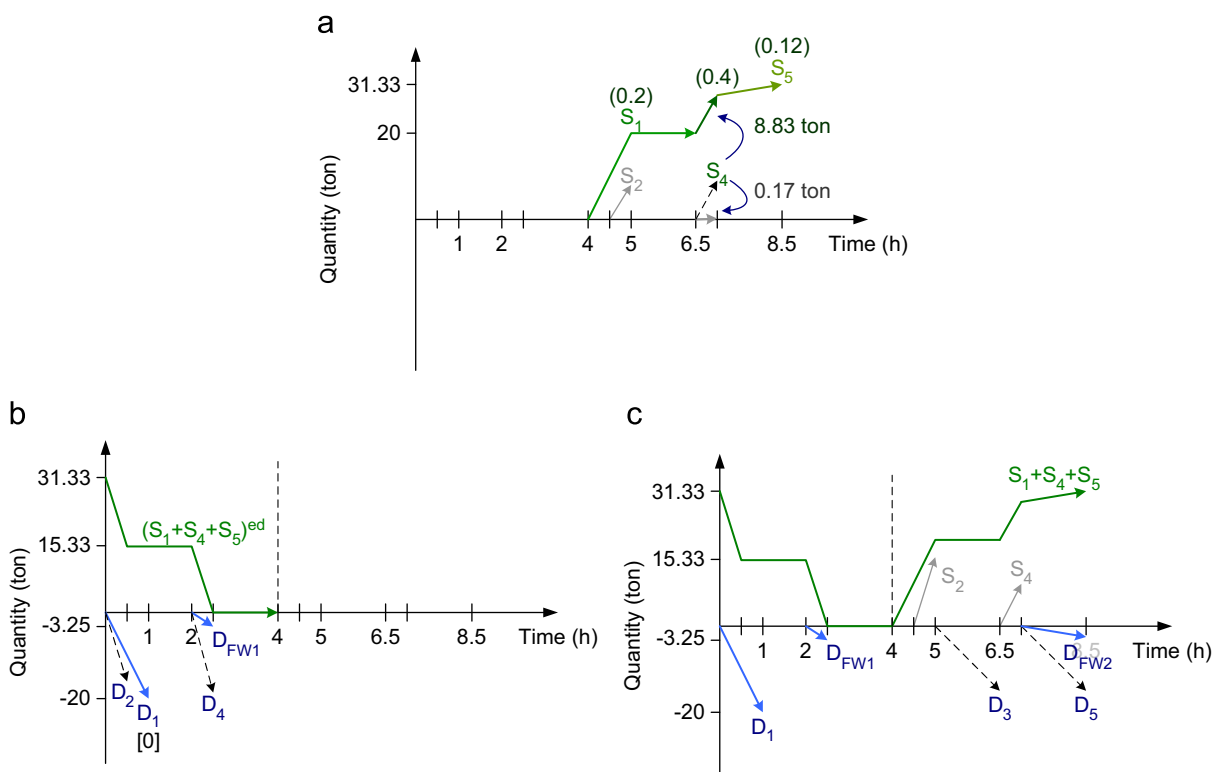 a
(0.12)
31.33
(0.4)
S5
(0.2)
S1
8.83 ton
20
S4
S2
0.17 ton
Quantity (ton)
1
2
4
5
6.5
8.5
Time (h)
b
31.33
(S1+S4+S5)ed
15.33
Quantity (ton)
-3.25
1
2
DFW1
4
5
6.5
8.5
Time (h)
D2
D1
D4
-20
[0]
c
31.33
S1+S4+S5
15.33
S2
S4
Quantity (ton)
-3.25
1
2
DFW1
4
5
6.5
DFW2
8.5
Time (h)
D3
D5
-20
D1